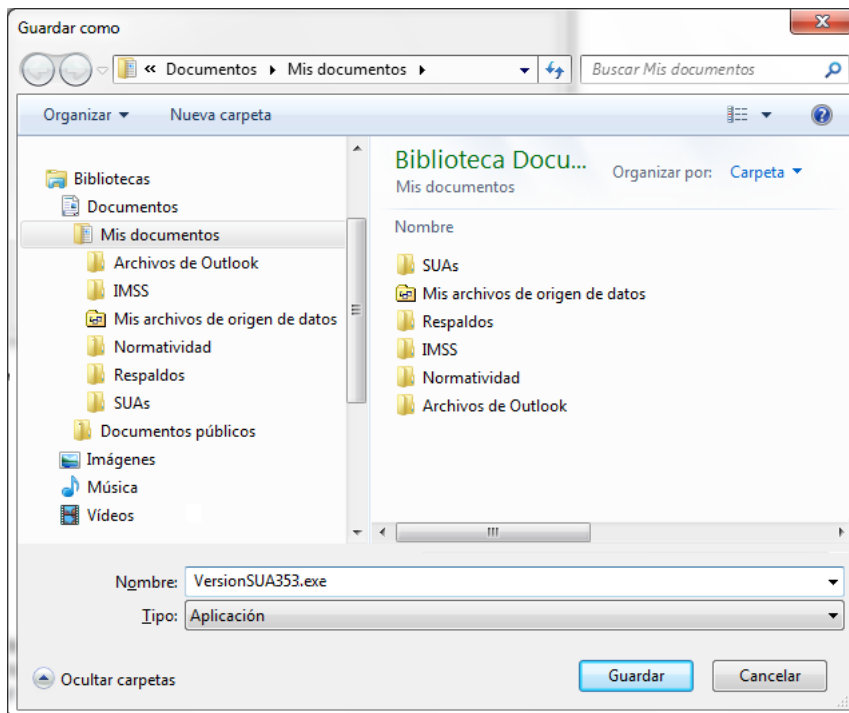 Guardar como
« Documentos ▸ Mis documentos ▸
Buscar Mis documentos
Organizar
Nueva carpeta
Bibliotecas
Documentos
Mis documentos
Archivos de Outlook
IMSS
Mis archivos de origen de datos
Normatividad
Respaldos
SUAs
Documentos públicos
Imágenes
Música
Vídeos
Biblioteca Docu...
Mis documentos
Organizar por: Carpeta
Nombre
SUAs
Mis archivos de origen de datos
Respaldos
IMSS
Normatividad
Archivos de Outlook
Nombre: VersionSUA353.exe
Tipo: Aplicación
Ocultar carpetas
Guardar
Cancelar